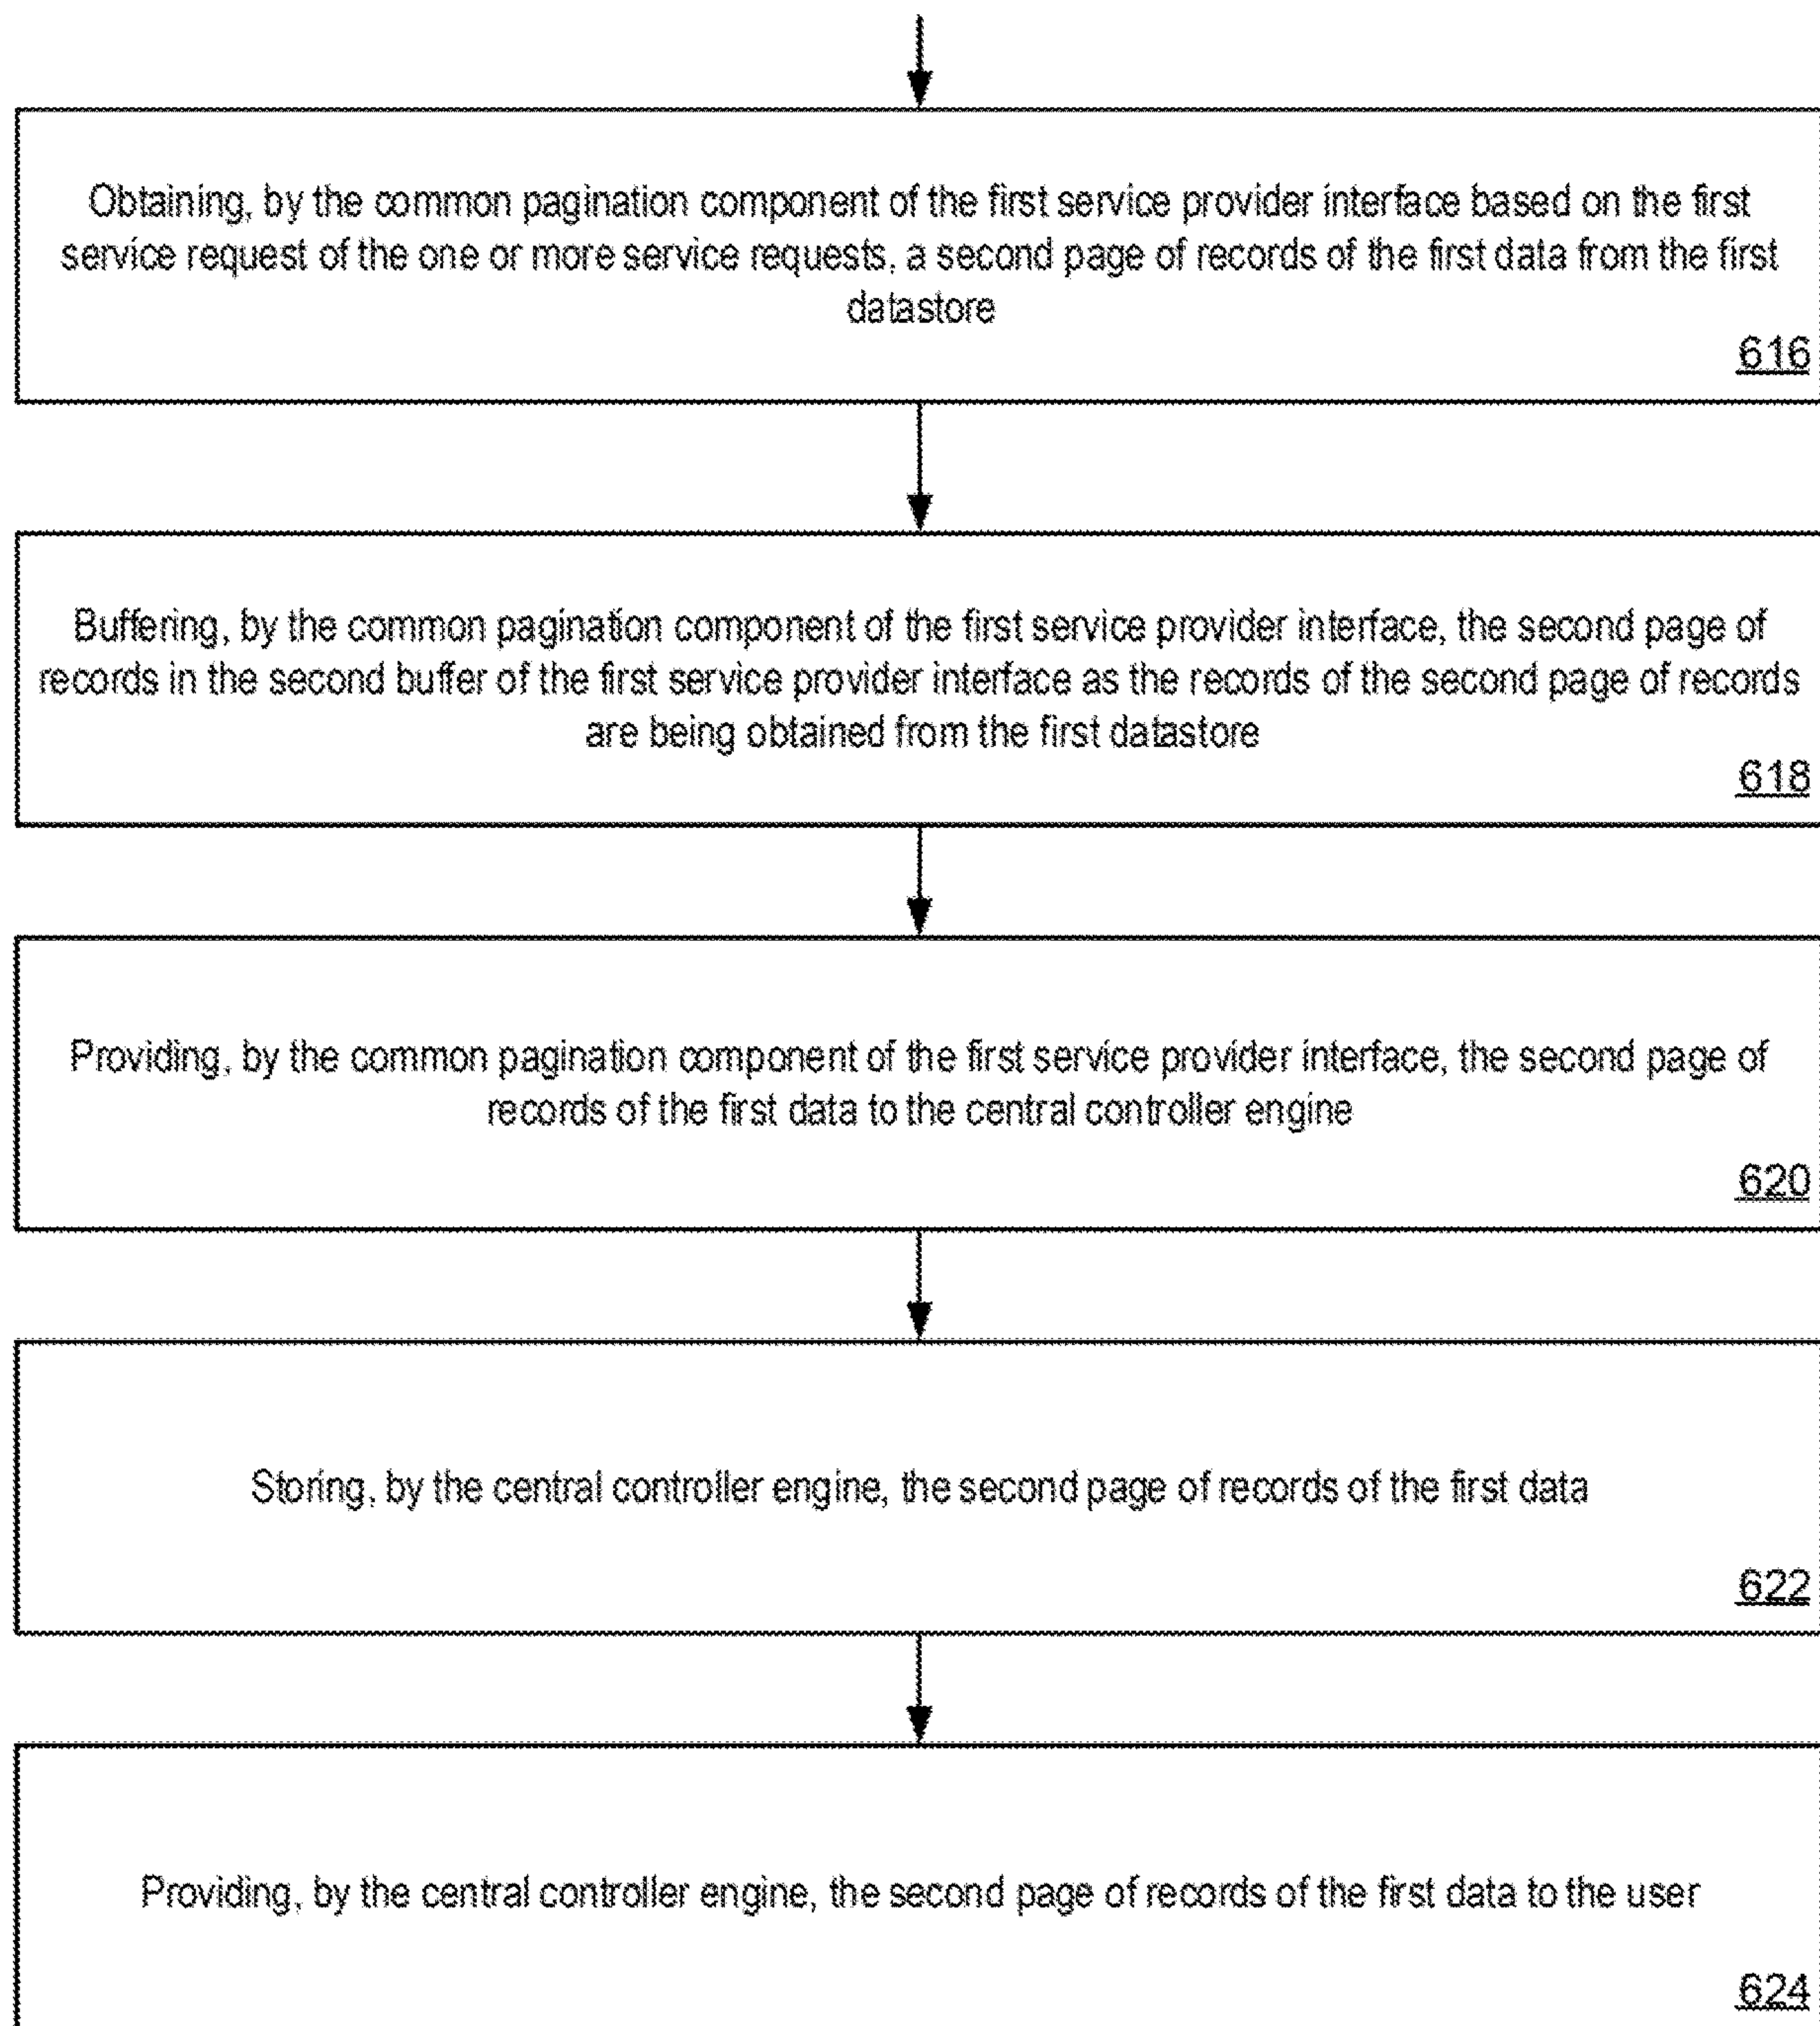 Obtaining, by the common pagination component of the first service provider interface based on the first
service request of the one or more service requests, a second page of records of the first data from the first
datastore
616
Buffering, by the common pagination component of the first service provider interface, the second page of
records in the second buffer of the first service provider interface as the records of the second page of records
are being obtained from the first datastore
618
Providing, by the common pagination component of the first service provider interface, the second page of
records of the first data to the central controller engine
620
Storing, by the central controller engine, the second page of records of the first data
622
Providing, by the central controller engine, the second page of records of the first data to the user
624